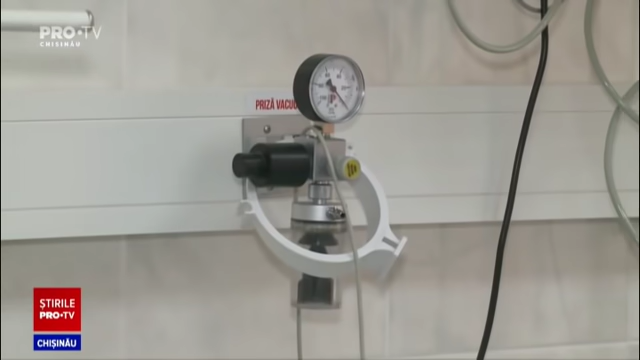 PRO•TV
CHIȘINĂU
PRIZĂ VACUU
ȘTIRILE
PRO•TV
CHIȘINĂU